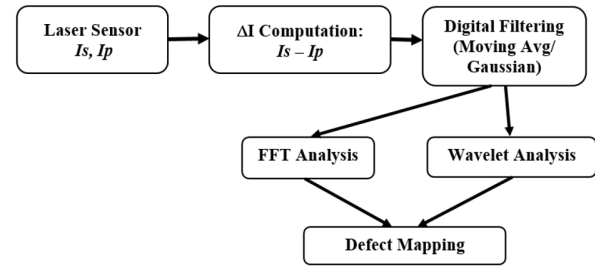 Laser Sensor
Is, Ip
ΔI Computation:
Is – Ip
Digital Filtering
(Moving Avg/
Gaussian)
FFT Analysis
Wavelet Analysis
Defect Mapping